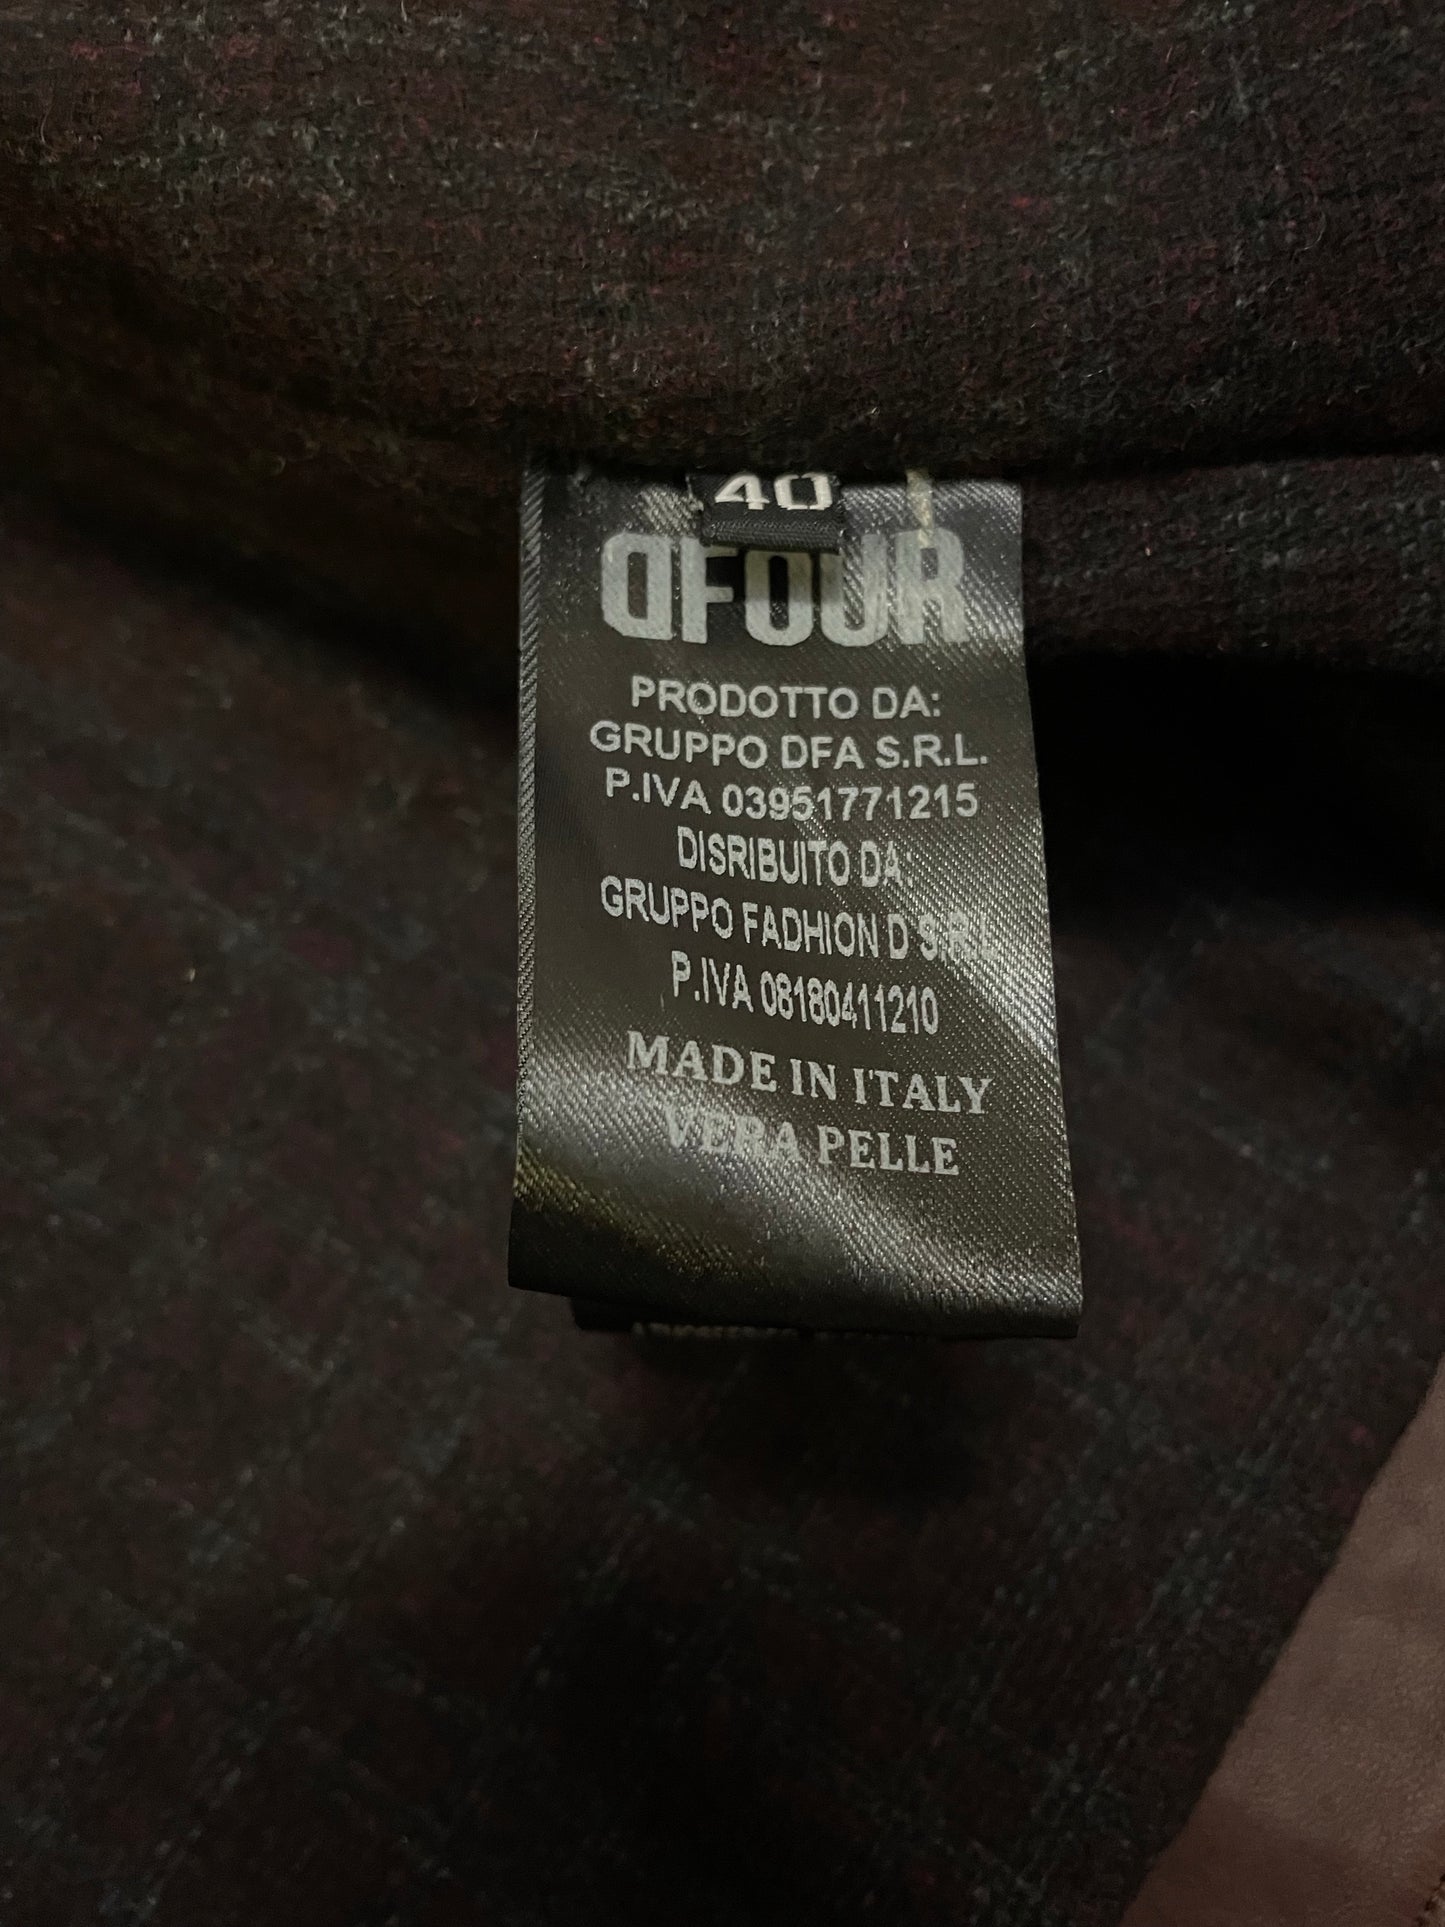 40
DFOUR
PRODOTTO DA:
GRUPPO DFA S.R.L.
P.IVA 03951771215
DISRIBUITO DA:
GRUPPO FADHION D S.R.L
P.IVA 08180411210
MADE IN ITALY
VERA PELLE